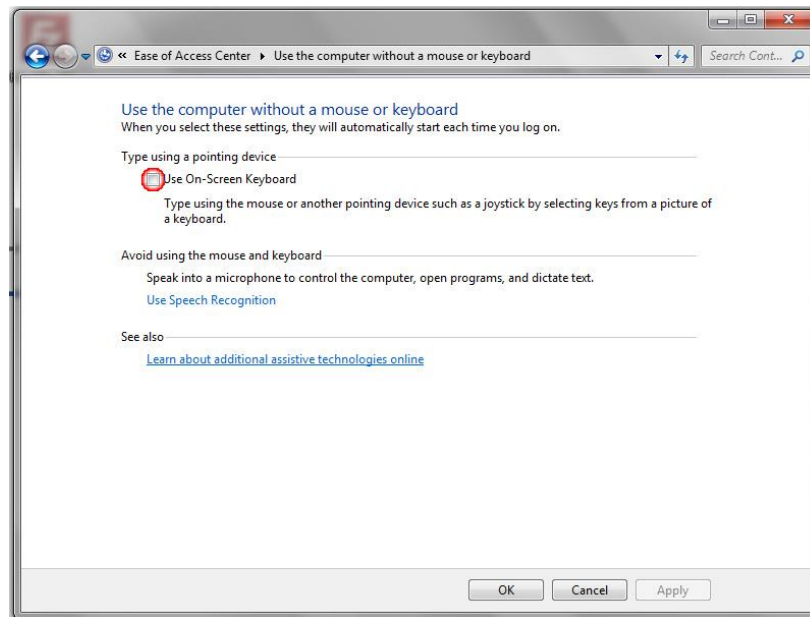 « Ease of Access Center ▸ Use the computer without a mouse or keyboard
Search Cont...
Use the computer without a mouse or keyboard
When you select these settings, they will automatically start each time you log on.
Type using a pointing device
Use On-Screen Keyboard
Type using the mouse or another pointing device such as a joystick by selecting keys from a picture of
a keyboard.
Avoid using the mouse and keyboard
Speak into a microphone to control the computer, open programs, and dictate text.
Use Speech Recognition
See also
Learn about additional assistive technologies online
OK Cancel Apply